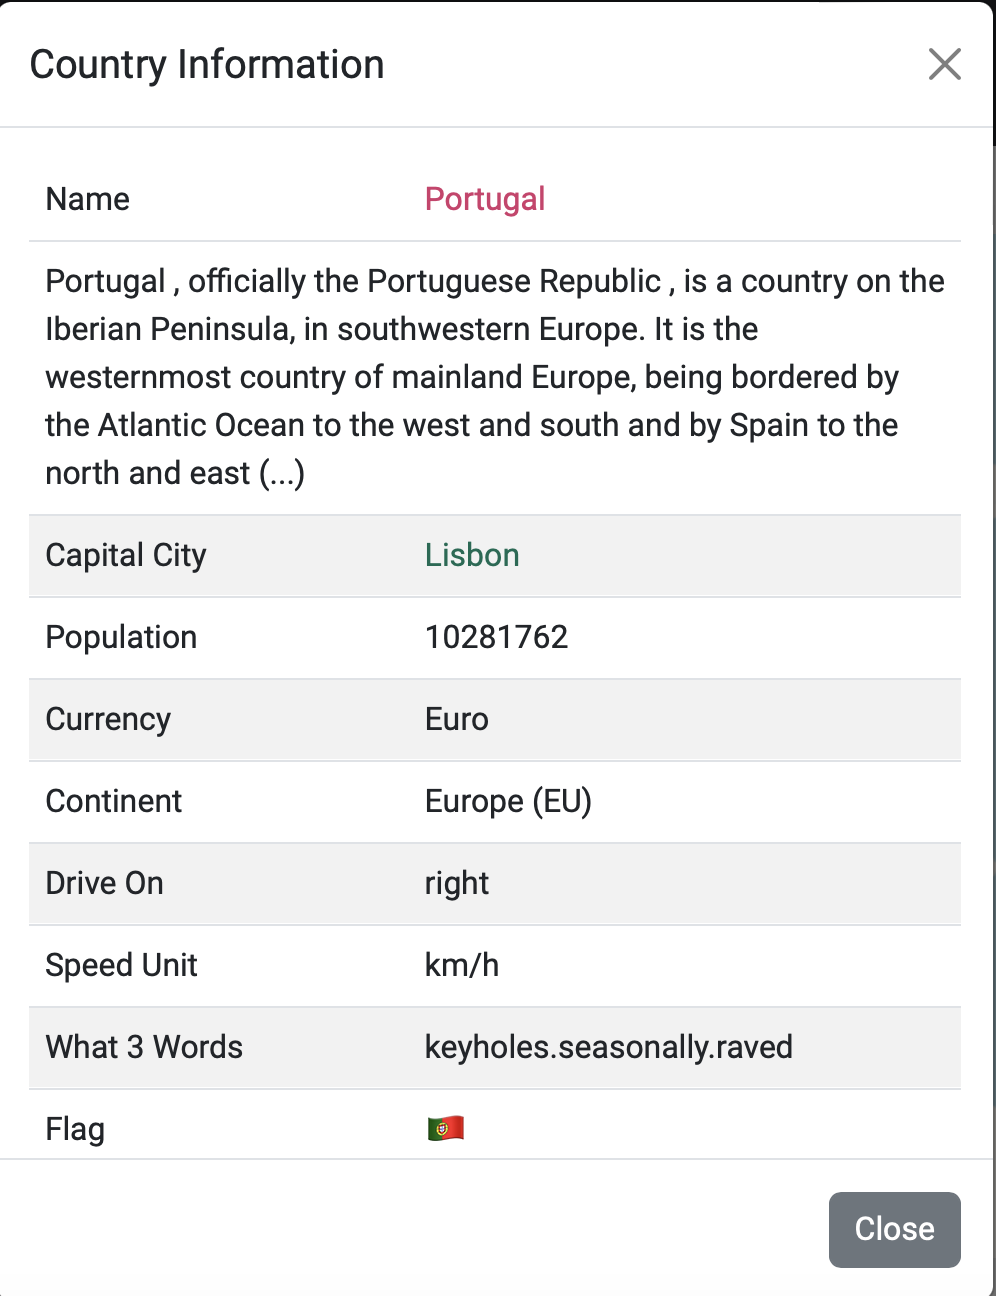 Country Information
Name Portugal
Portugal , officially the Portuguese Republic , is a country on the
Iberian Peninsula, in southwestern Europe. It is the
westernmost country of mainland Europe, being bordered by
the Atlantic Ocean to the west and south and by Spain to the
north and east (...)
Capital City Lisbon
Population 10281762
Currency Euro
Continent Europe (EU)
Drive On right
Speed Unit km/h
What 3 Words keyholes.seasonally.raved
Flag 🇵🇹
Close